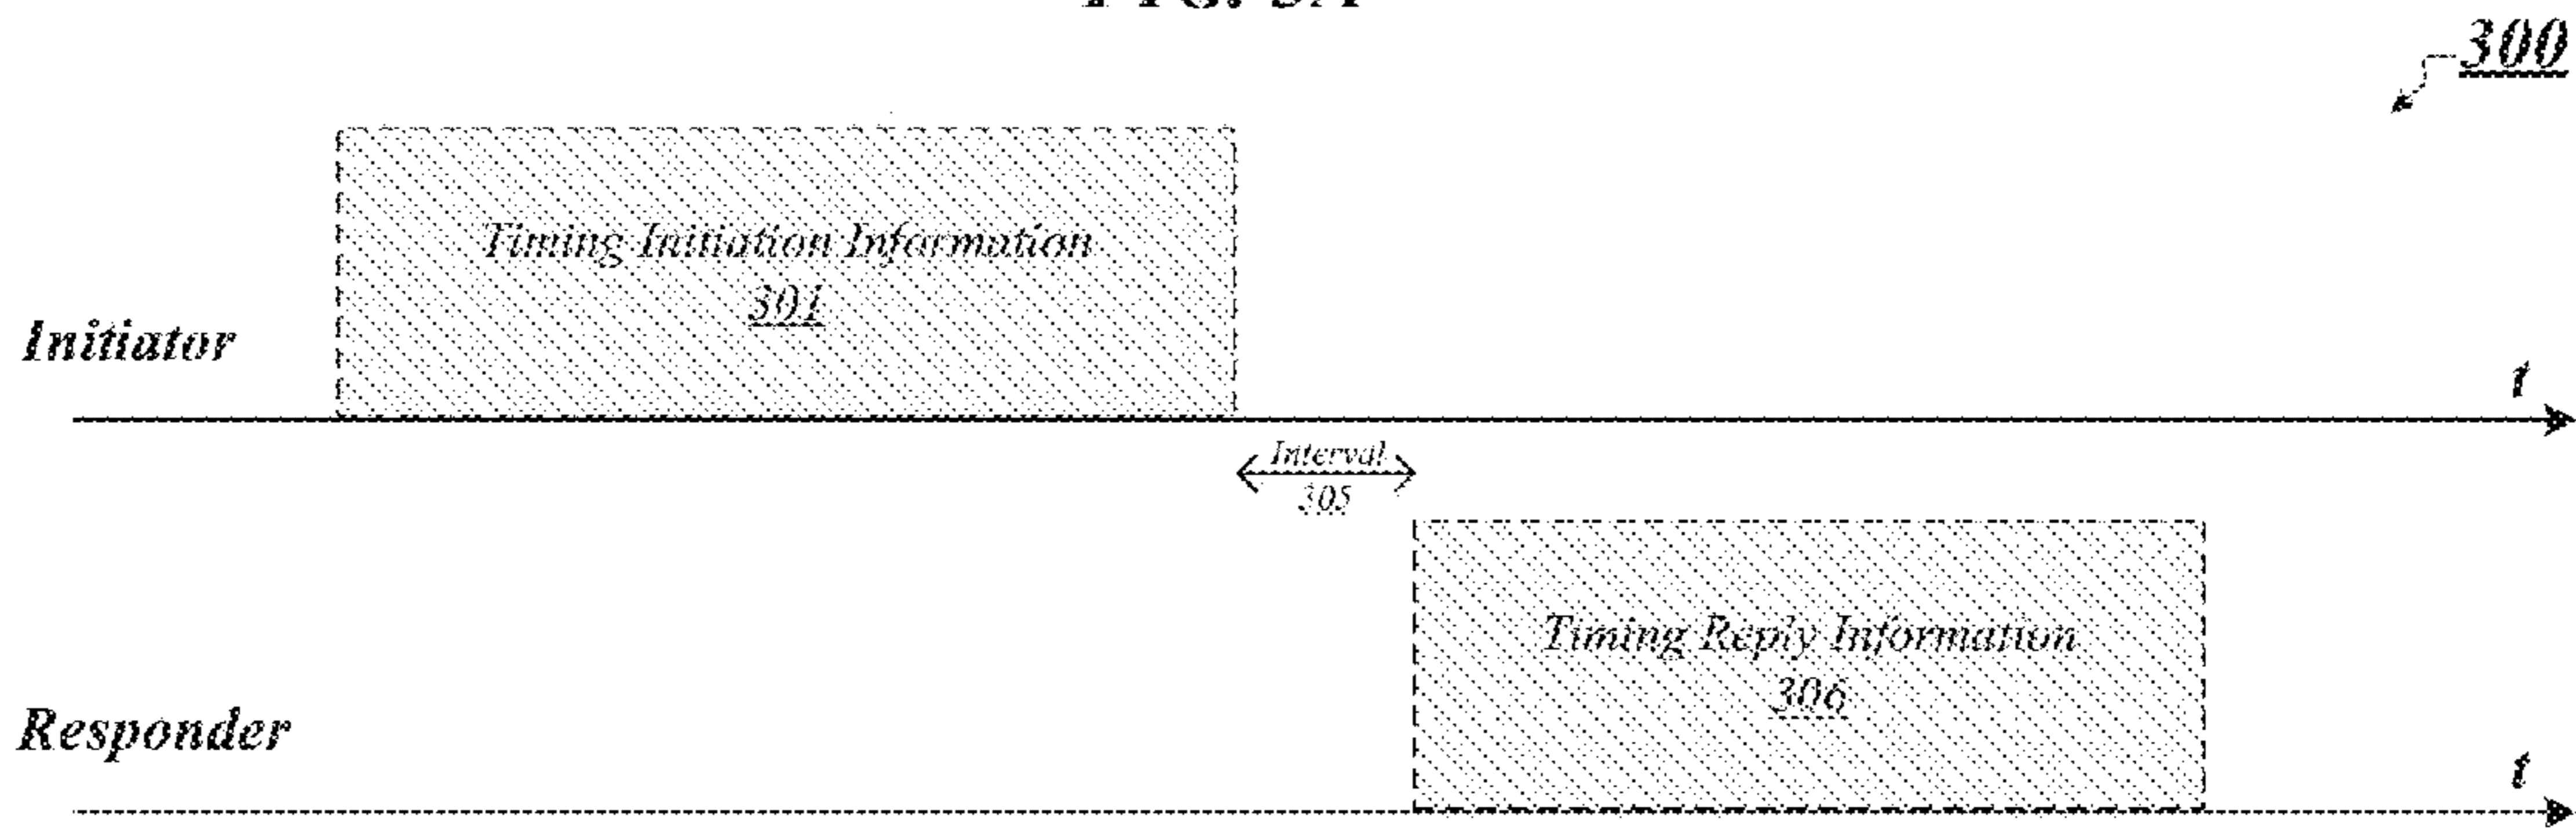 300
Timing Initiation Information
301
Initiator
t
Interval
305
Timing Reply Information
306
Responder
t